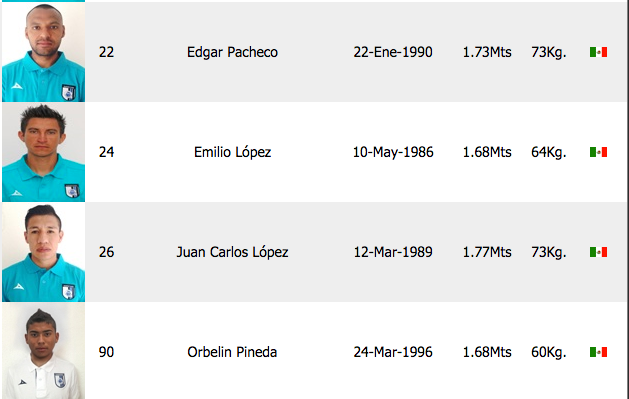 22 Edgar Pacheco 22-Ene-1990 1.73Mts 73Kg.
24 Emilio López 10-May-1986 1.68Mts 64Kg.
26 Juan Carlos López 12-Mar-1989 1.77Mts 73Kg.
90 Orbelin Pineda 24-Mar-1996 1.68Mts 60Kg.